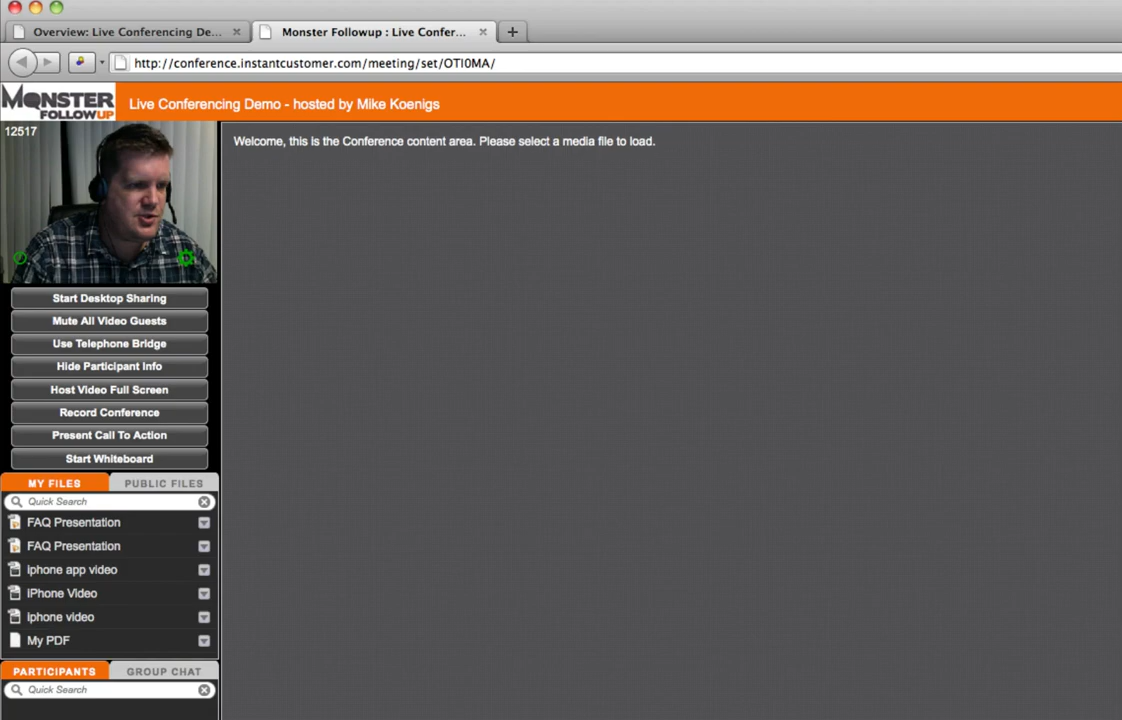 Overview: Live Conferencing De...
Monster Followup : Live Confer...
http://conference.instantcustomer.com/meeting/set/OTI0MA/
MONSTER
FOLLOWUP
Live Conferencing Demo - hosted by Mike Koenigs
12517
Welcome, this is the Conference content area. Please select a media file to load.
Start Desktop Sharing
Mute All Video Guests
Use Telephone Bridge
Hide Participant Info
Host Video Full Screen
Record Conference
Present Call To Action
Start Whiteboard
MY FILES
PUBLIC FILES
Quick Search
FAQ Presentation
FAQ Presentation
iphone app video
iPhone Video
iphone video
My PDF
PARTICIPANTS
GROUP CHAT
Quick Search